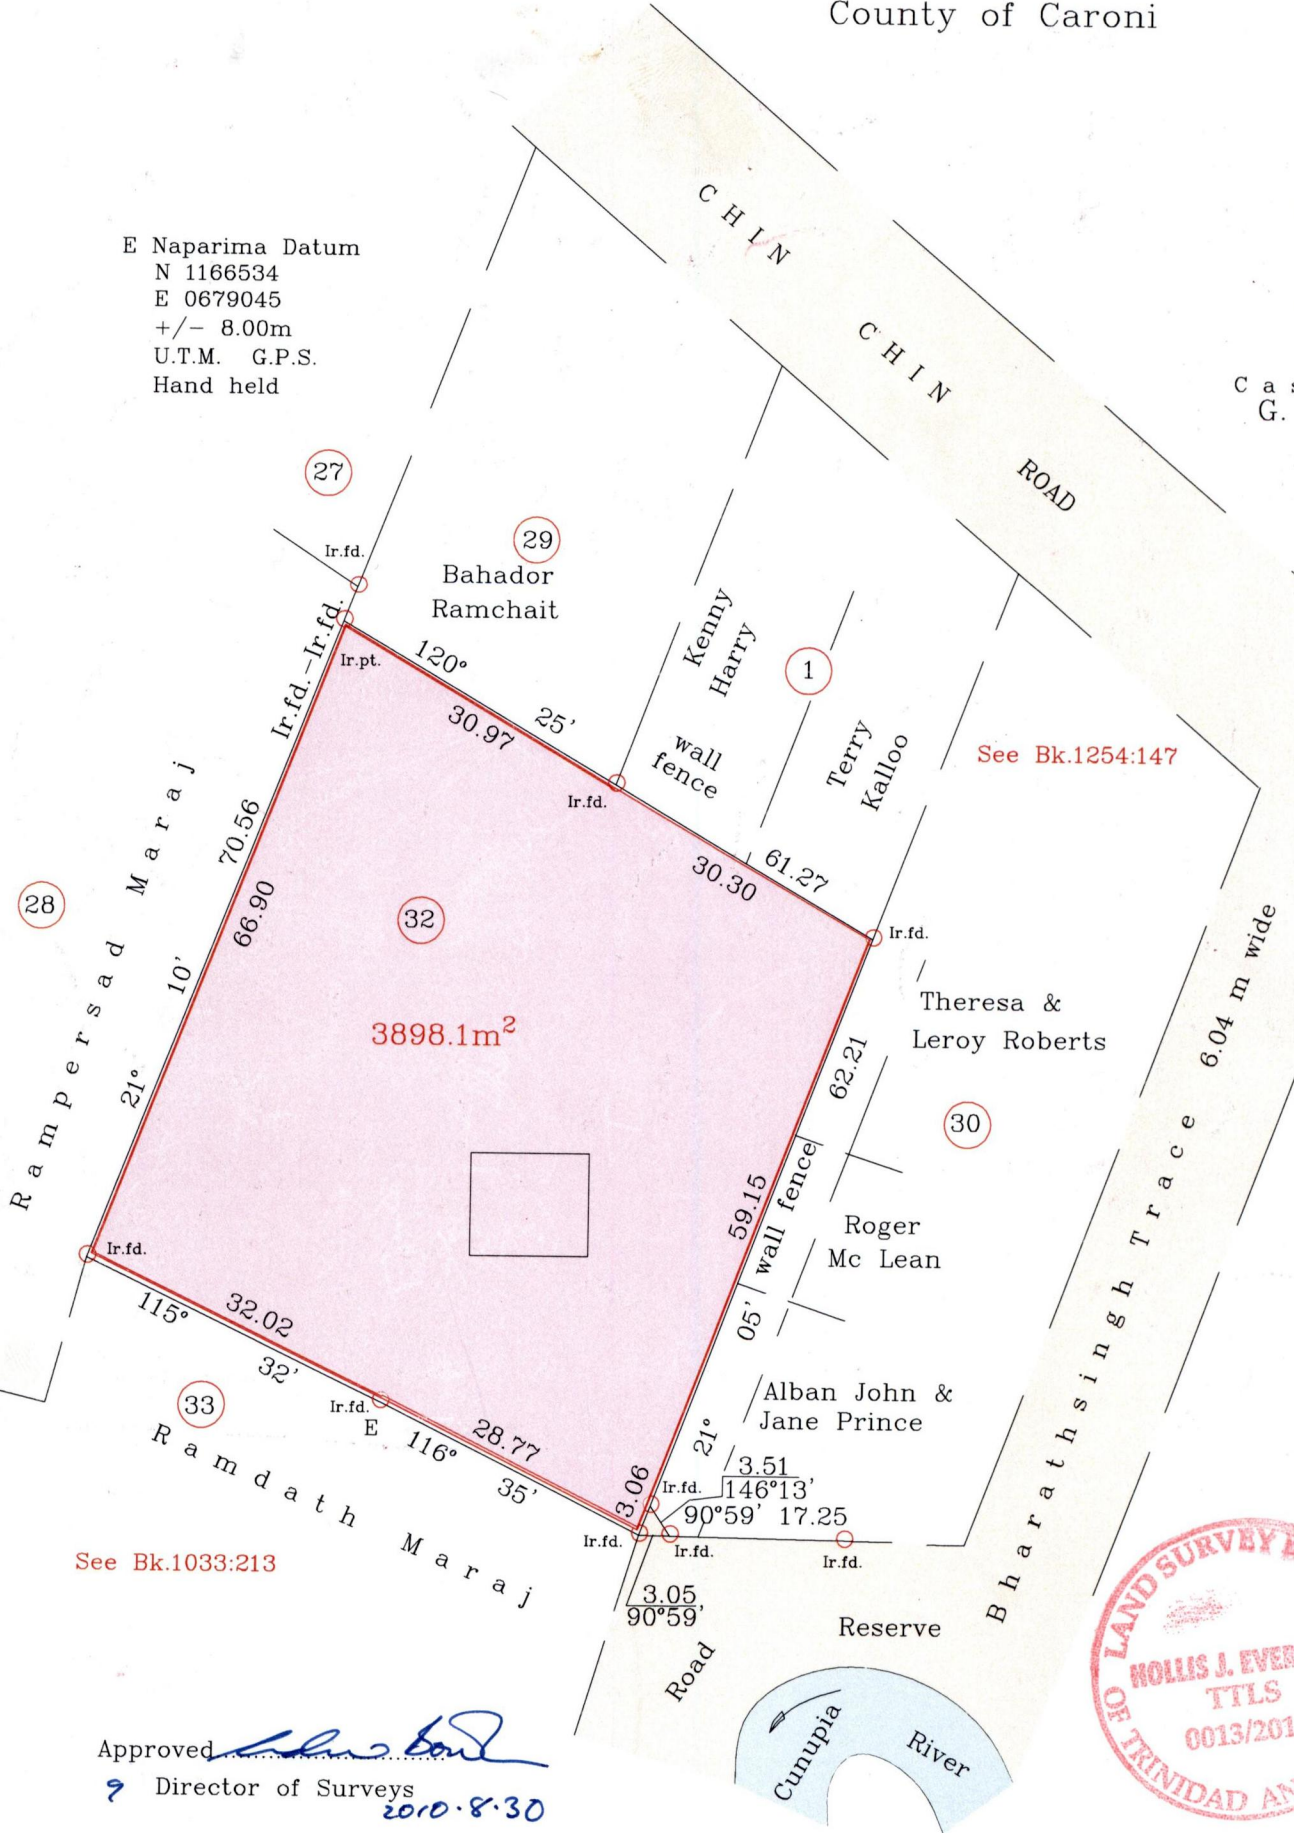 County of Caroni
E Naparima Datum
N 1166534
E 0679045
+/- 8.00m
U.T.M. G.P.S.
Hand held
CHIN CHIN ROAD
G.
27
Ir.fd.
29
Bahador
Ramchait
Ir.fd.-Ir.fd.
Ir.pt.
120° 25'
30.97
Kenny
Harry
1
wall
fence
Terry
Kalloo
See Bk.1254:147
Ir.fd.
30.30
61.27
Ir.fd.
Rampersad Maraj
28
21° 10'
70.56
66.90
32
3898.1m²
62.21
59.15
wall fence
21° 05'
Theresa &
Leroy Roberts
30
Roger
Mc Lean
Alban John &
Jane Prince
Bharathsingh Trace 6.04 m wide
Ir.fd.
115° 32'
32.02
33
Ir.fd.
E
116° 35'
28.77
Ramdath Maraj
See Bk.1033:213
3.06
Ir.fd.
3.51
146°13'
90°59' 17.25
Ir.fd.
Ir.fd.
Ir.fd.
3.05
90°59'
Road Reserve
Cunupia River
LAND SURVEY
HOLLIS J.
TTLS
OF TRINIDAD
Approved
Director of Surveys
2010.8.30